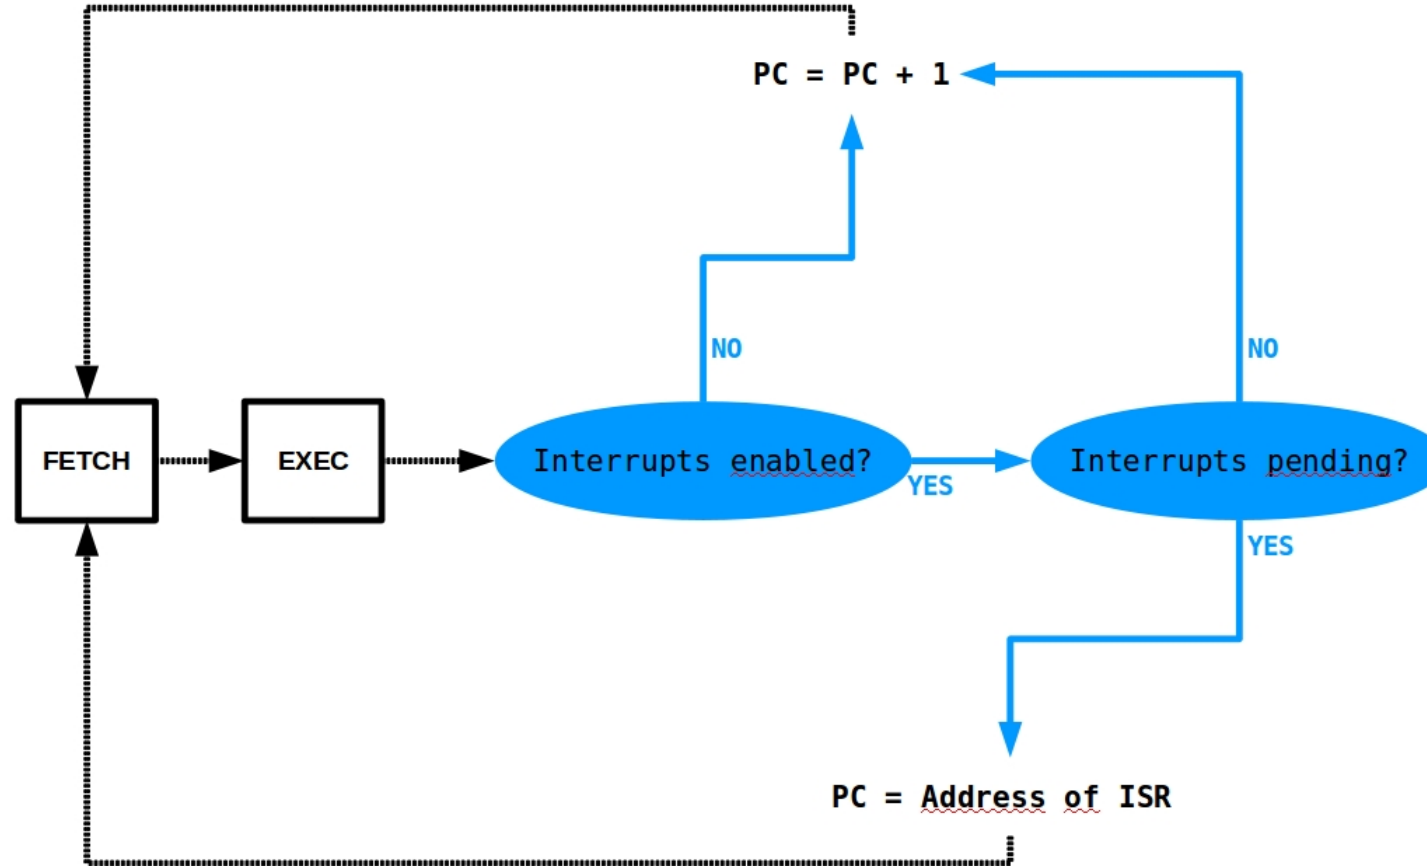 PC = PC + 1
NO
NO
FETCH
EXEC
Interrupts enabled?
YES
Interrupts pending?
YES
PC = Address of ISR